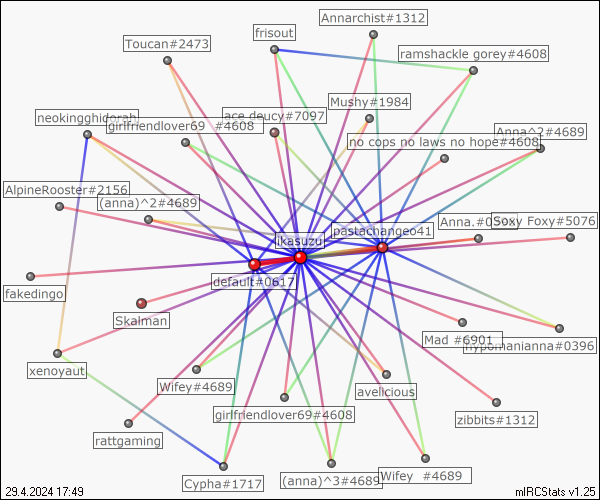 Annarchist#1312
frisout
Toucan#2473
ramshackle gorey#4608
Mushy#1984
ace deucy#7097
neokingghidorah
girlfriendlover69 #4608
Anna^2#4689
no cops no laws no hope#4608
AlpineRooster#2156
(anna)^2#4689
Soxy Foxy#5076
pastachangeo41
ikasuzu
default#0617
fakedingo
Skalman
Mad #6901
hypomanianna#0396
xenoyaut
Wifey#4689
avelicious
girlfriendlover69#4608
zibbits#1312
rattgaming
Cypha#1717
(anna)^3#4689
Wifey #4689
29.4.2024 17:49
mIRCStats v1.25